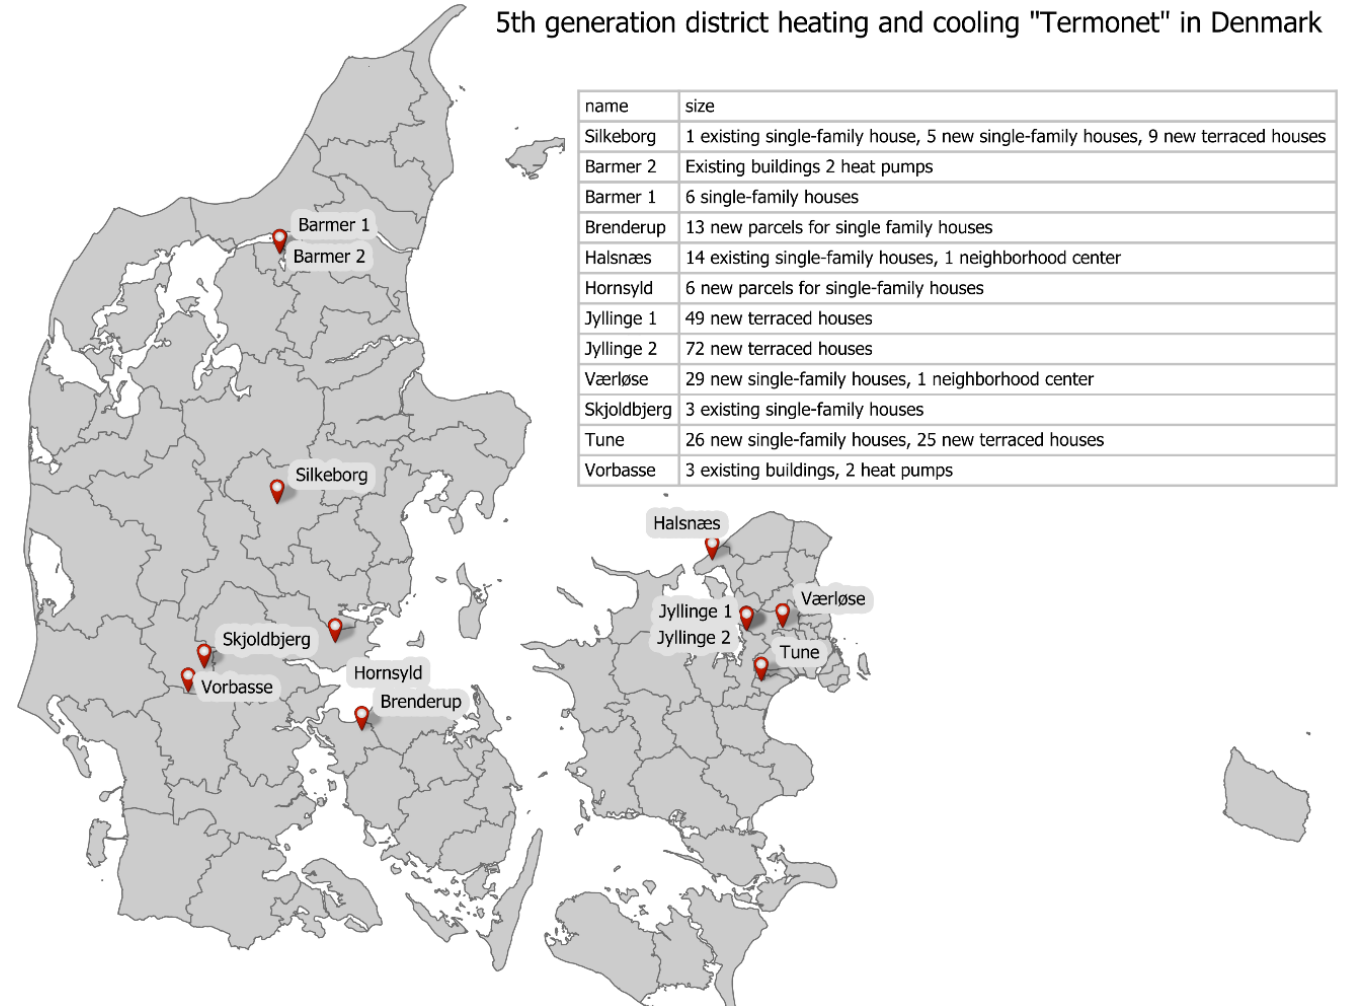 5th generation district heating and cooling "Termonet" in Denmark
name size
Silkeborg 1 existing single-family house, 5 new single-family houses, 9 new terraced houses
Barmer 2 Existing buildings 2 heat pumps
Barmer 1 6 single-family houses
Brenderup 13 new parcels for single family houses
Halsnæs 14 existing single-family houses, 1 neighborhood center
Hornsyld 6 new parcels for single-family houses
Jyllinge 1 49 new terraced houses
Jyllinge 2 72 new terraced houses
Værløse 29 new single-family houses, 1 neighborhood center
Skjoldbjerg 3 existing single-family houses
Tune 26 new single-family houses, 25 new terraced houses
Vorbasse 3 existing buildings, 2 heat pumps
Barmer 1
Barmer 2
Silkeborg
Halsnæs
Værløse
Jyllinge 1
Jyllinge 2
Skjoldbjerg
Tune
Hornsyld
Vorbasse
Brenderup